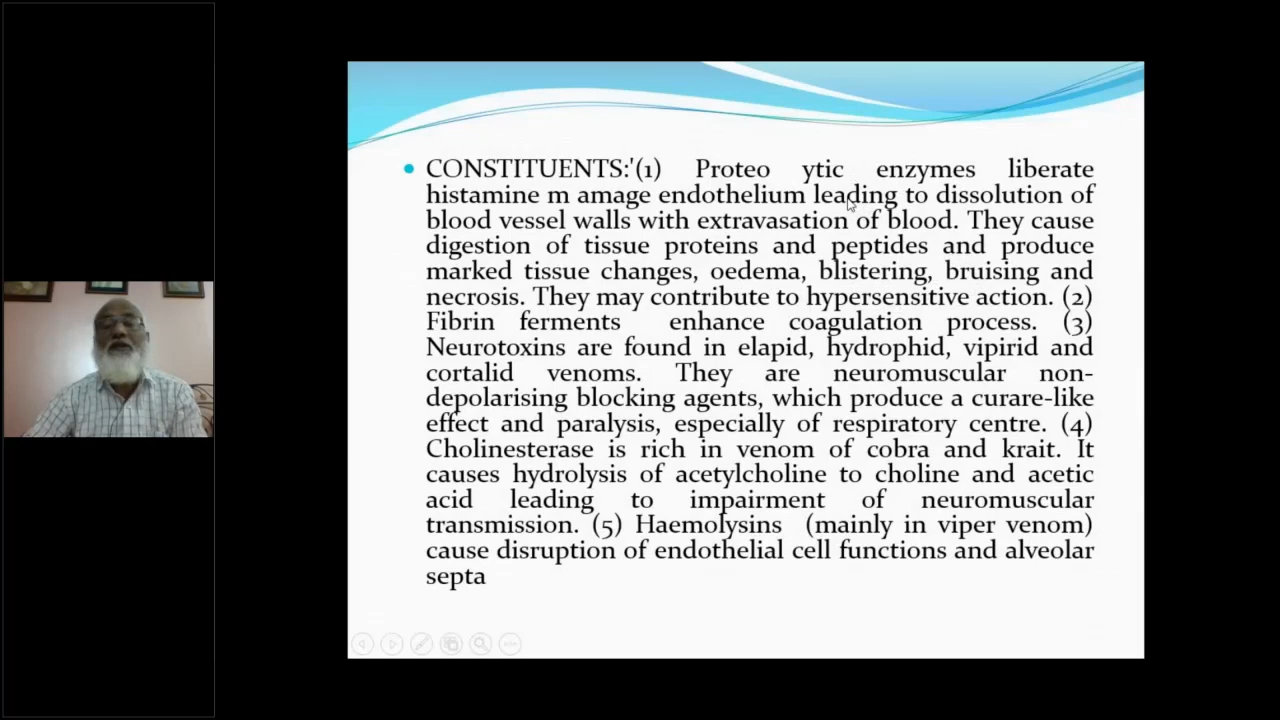 CONSTITUENTS:'(1) Proteo ytic enzymes liberate
histamine m amage endothelium leading to dissolution of
blood vessel walls with extravasation of blood. They cause
digestion of tissue proteins and peptides and produce
marked tissue changes, oedema, blistering, bruising and
necrosis. They may contribute to hypersensitive action. (2)
Fibrin ferments enhance coagulation process. (3)
Neurotoxins are found in elapid, hydrophid, vipirid and
cortalid venoms. They are neuromuscular non-
depolarising blocking agents, which produce a curare-like
effect and paralysis, especially of respiratory centre. (4)
Cholinesterase is rich in venom of cobra and krait. It
causes hydrolysis of acetylcholine to choline and acetic
acid leading to impairment of neuromuscular
transmission. (5) Haemolysins (mainly in viper venom)
cause disruption of endothelial cell functions and alveolar
septa